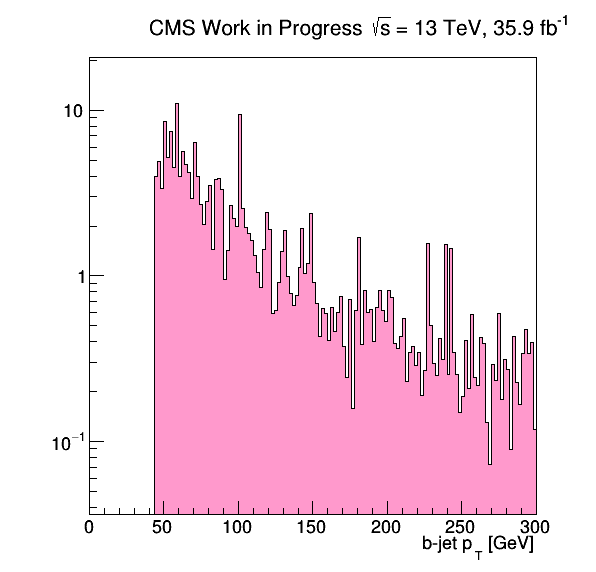 CMS Work in Progress √s = 13 TeV, 35.9 fb⁻¹
10
1
10⁻¹
0 50 100 150 200 250 300
b-jet p_T [GeV]